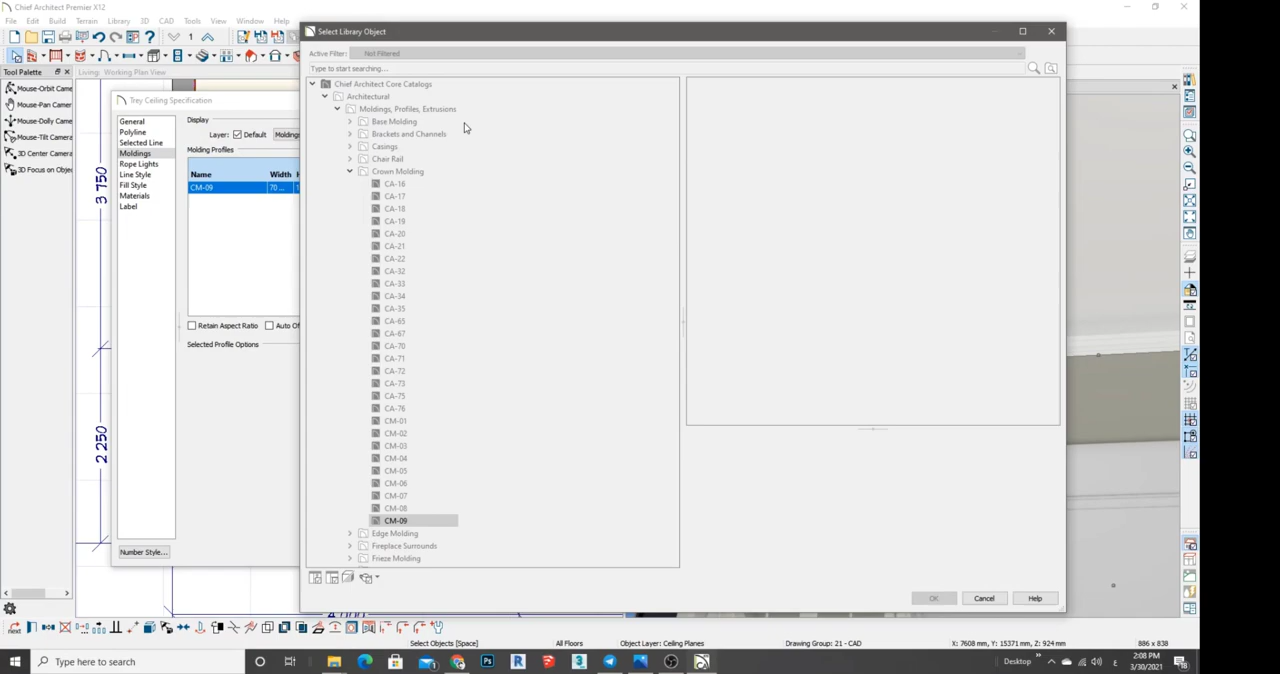 Chief Architect Premier X12
File Edit Build Terrain Library 3D CAD Tools View Window Help
1
Tool Palette
Living: Working Plan View
Mouse-Orbit Came
Mouse-Pan Camer
Mouse-Dolly Came
Mouse-Tilt Camera
3D Center Camera
3D Focus on Objec
3 750
2 250
4 000
Trey Ceiling Specification
General
Polyline
Selected Line
Moldings
Rope Lights
Line Style
Fill Style
Materials
Label
Number Style...
Display
Layer: Default Moldings
Molding Profiles
Name Width H
CM-09 70 ... 1
Retain Aspect Ratio Auto Of
Selected Profile Options
Select Library Object
Active Filter: Not Filtered
Type to start searching...
Chief Architect Core Catalogs
Architectural
Moldings, Profiles, Extrusions
Base Molding
Brackets and Channels
Casings
Chair Rail
Crown Molding
CA-16
CA-17
CA-18
CA-19
CA-20
CA-21
CA-22
CA-32
CA-33
CA-34
CA-35
CA-65
CA-67
CA-70
CA-71
CA-72
CA-73
CA-75
CA-76
CM-01
CM-02
CM-03
CM-04
CM-05
CM-06
CM-07
CM-08
CM-09
Edge Molding
Fireplace Surrounds
Frieze Molding
OK Cancel Help
next
Select Objects [Space] All Floors Object Layer: Ceiling Planes Drawing Group: 21 - CAD X: 7608 mm, Y: 15371 mm, Z: 924 mm 886 x 838
Type here to search
Desktop
ع
2:08 PM
3/30/2021